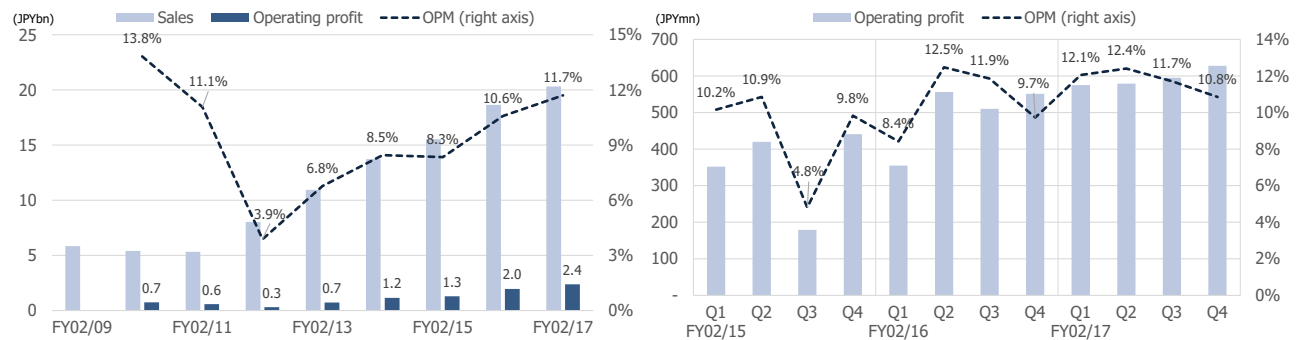 (JPYbn) Sales Operating profit OPM (right axis)
25 15%
13.8%
20 12%
11.1% 10.6% 11.7%
15 9%
8.5% 8.3%
10 6.8% 6%
5 3.9% 3%
0.7 0.6 0.3 0.7 1.2 1.3 2.0 2.4
0 0%
FY02/09 FY02/11 FY02/13 FY02/15 FY02/17
(JPYmn) Operating profit OPM (right axis)
700 14%
600 12%
12.5% 11.9% 12.1% 12.4% 11.7%
500 10%
10.2% 10.9% 9.8% 9.7% 10.8%
400 8%
8.4%
300 6%
4.8%
200 4%
100 2%
- 0%
Q1 Q2 Q3 Q4 Q1 Q2 Q3 Q4 Q1 Q2 Q3 Q4
FY02/15 FY02/16 FY02/17